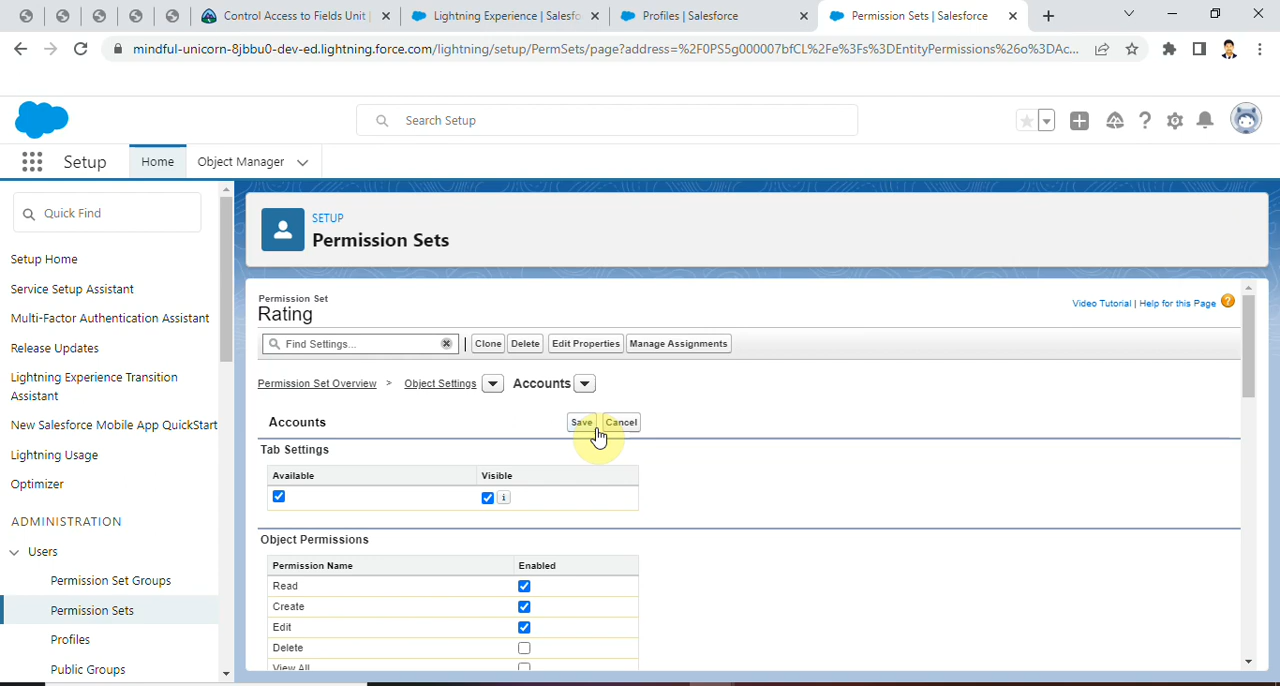 Control Access to Fields Unit
Lightning Experience | Salesfo
Profiles | Salesforce
Permission Sets | Salesforce
mindful-unicorn-8jbbu0-dev-ed.lightning.force.com/lightning/setup/PermSets/page?address=%2F0PS5g000007bfCL%2Fe%3Fs%3DEntityPermissions%26o%3DAc...
Search Setup
Setup
Home
Object Manager
Quick Find
Setup Home
Service Setup Assistant
Multi-Factor Authentication Assistant
Release Updates
Lightning Experience Transition
Assistant
New Salesforce Mobile App QuickStart
Lightning Usage
Optimizer
ADMINISTRATION
Users
Permission Set Groups
Permission Sets
Profiles
Public Groups
SETUP
Permission Sets
Permission Set
Rating
Video Tutorial | Help for this Page
Find Settings...
Clone
Delete
Edit Properties
Manage Assignments
Permission Set Overview > Object Settings Accounts
Accounts
Save
Cancel
Tab Settings
Available Visible
Object Permissions
Permission Name Enabled
Read
Create
Edit
Delete
View All